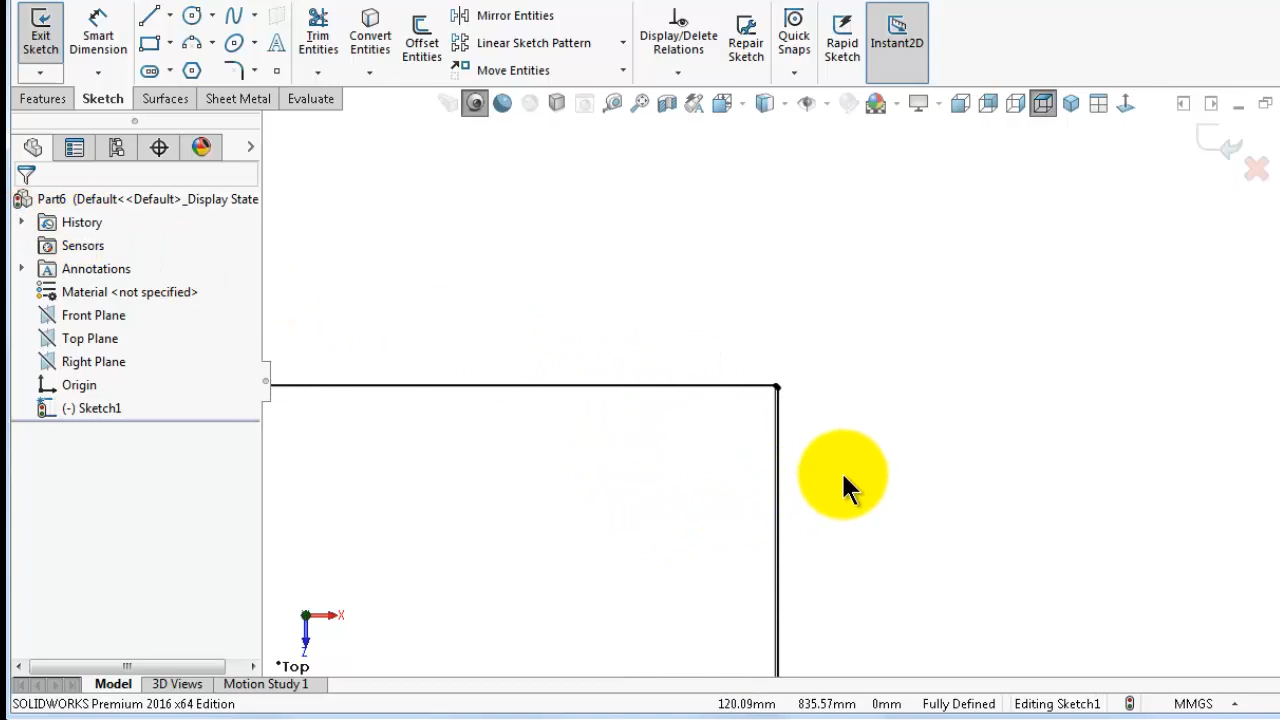 Exit Sketch
Smart Dimension
Trim Entities
Convert Entities
Offset Entities
Mirror Entities
Linear Sketch Pattern
Move Entities
Display/Delete Relations
Repair Sketch
Quick Snaps
Rapid Sketch
Instant2D
Features
Sketch
Surfaces
Sheet Metal
Evaluate
Part6 (Default<<Default>_Display State
History
Sensors
Annotations
Material <not specified>
Front Plane
Top Plane
Right Plane
Origin
(-) Sketch1
X
Z
*Top
Model
3D Views
Motion Study 1
SOLIDWORKS Premium 2016 x64 Edition
120.09mm
835.57mm
0mm
Fully Defined
Editing Sketch1
MMGS